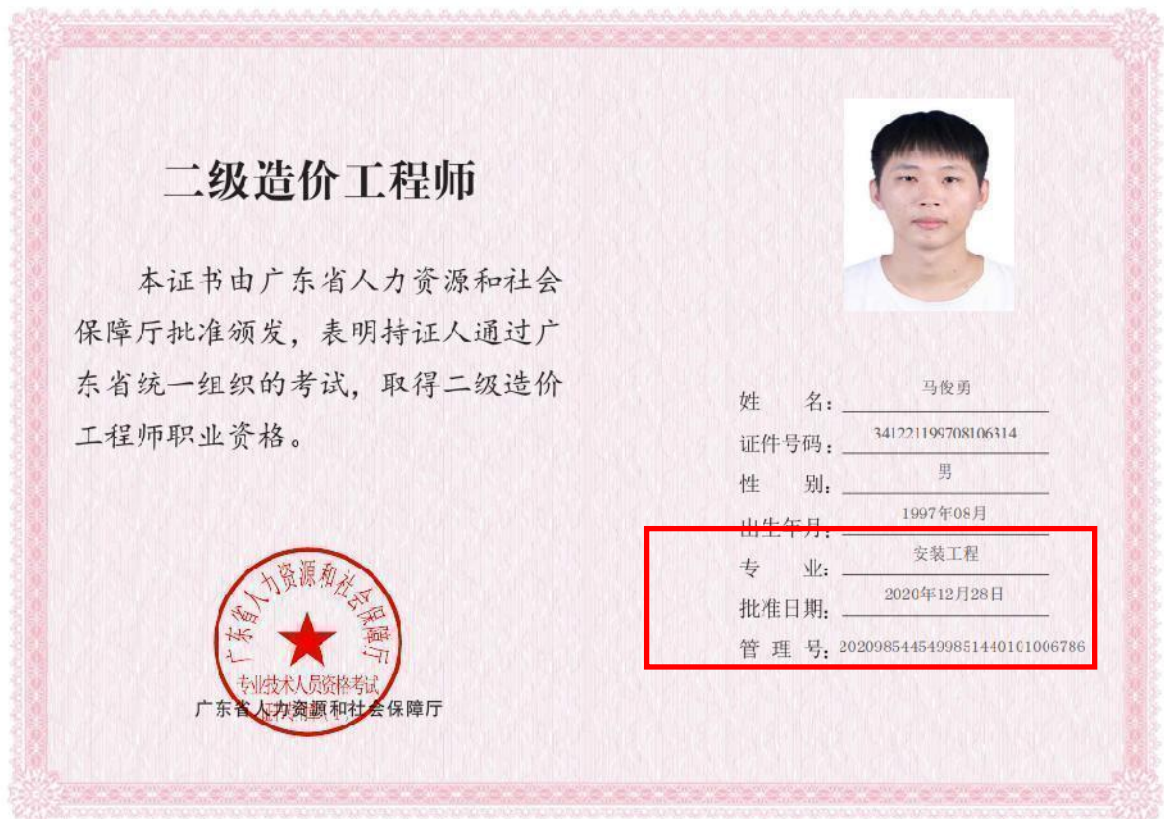 二级造价工程师
本证书由广东省人力资源和社会
保障厅批准颁发，表明持证人通过广
东省统一组织的考试，取得二级造价
工程师职业资格。
广东省人力资源和社会保障厅
专业技术人员资格考试
广东省人力资源和社会保障厅
姓 名：马俊勇
证件号码：341221199708106314
性 别：男
出生年月：1997年08月
专 业：安装工程
批准日期：2020年12月28日
管 理 号：20209854454998514401​01006786